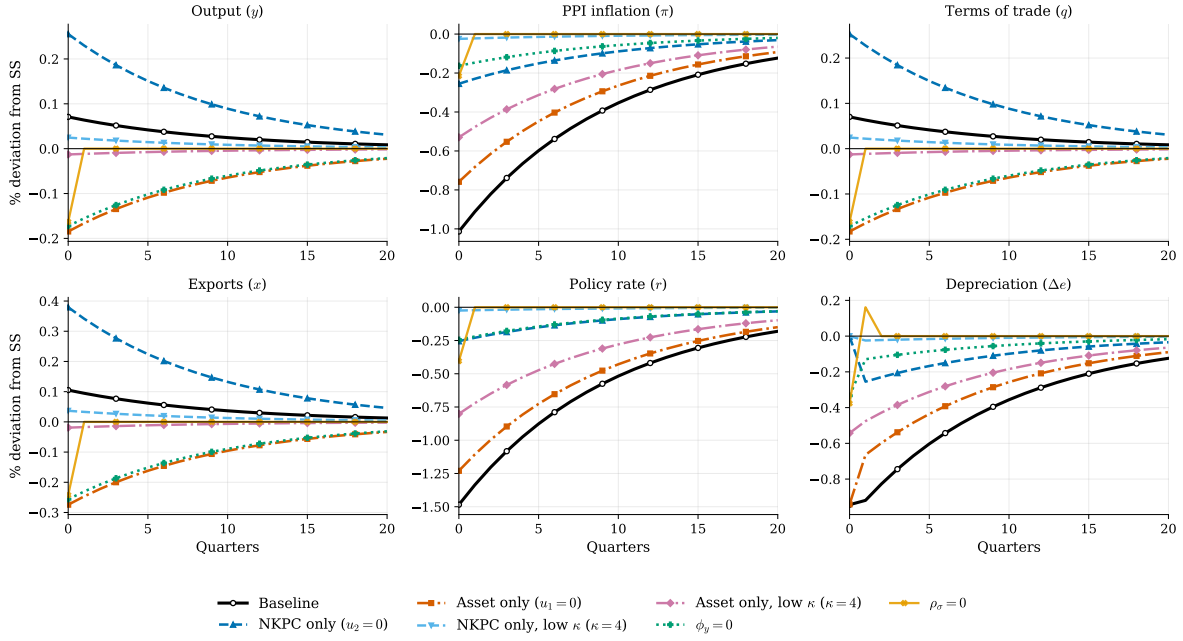 Output (y)
PPI inflation (π)
Terms of trade (q)
% deviation from SS
0.2
0.1
0.0
−0.1
−0.2
0 5 10 15 20
0.0
−0.2
−0.4
−0.6
−0.8
−1.0
0 5 10 15 20
0.2
0.1
0.0
−0.1
−0.2
0 5 10 15 20
Exports (x)
Policy rate (r)
Depreciation (Δe)
% deviation from SS
0.4
0.3
0.2
0.1
0.0
−0.1
−0.2
−0.3
0 5 10 15 20
Quarters
0.00
−0.25
−0.50
−0.75
−1.00
−1.25
−1.50
0 5 10 15 20
Quarters
0.2
0.0
−0.2
−0.4
−0.6
−0.8
0 5 10 15 20
Quarters
Baseline
NKPC only (u₂ = 0)
Asset only (u₁ = 0)
NKPC only, low κ (κ = 4)
Asset only, low κ (κ = 4)
ϕ_y = 0
ρ_σ = 0